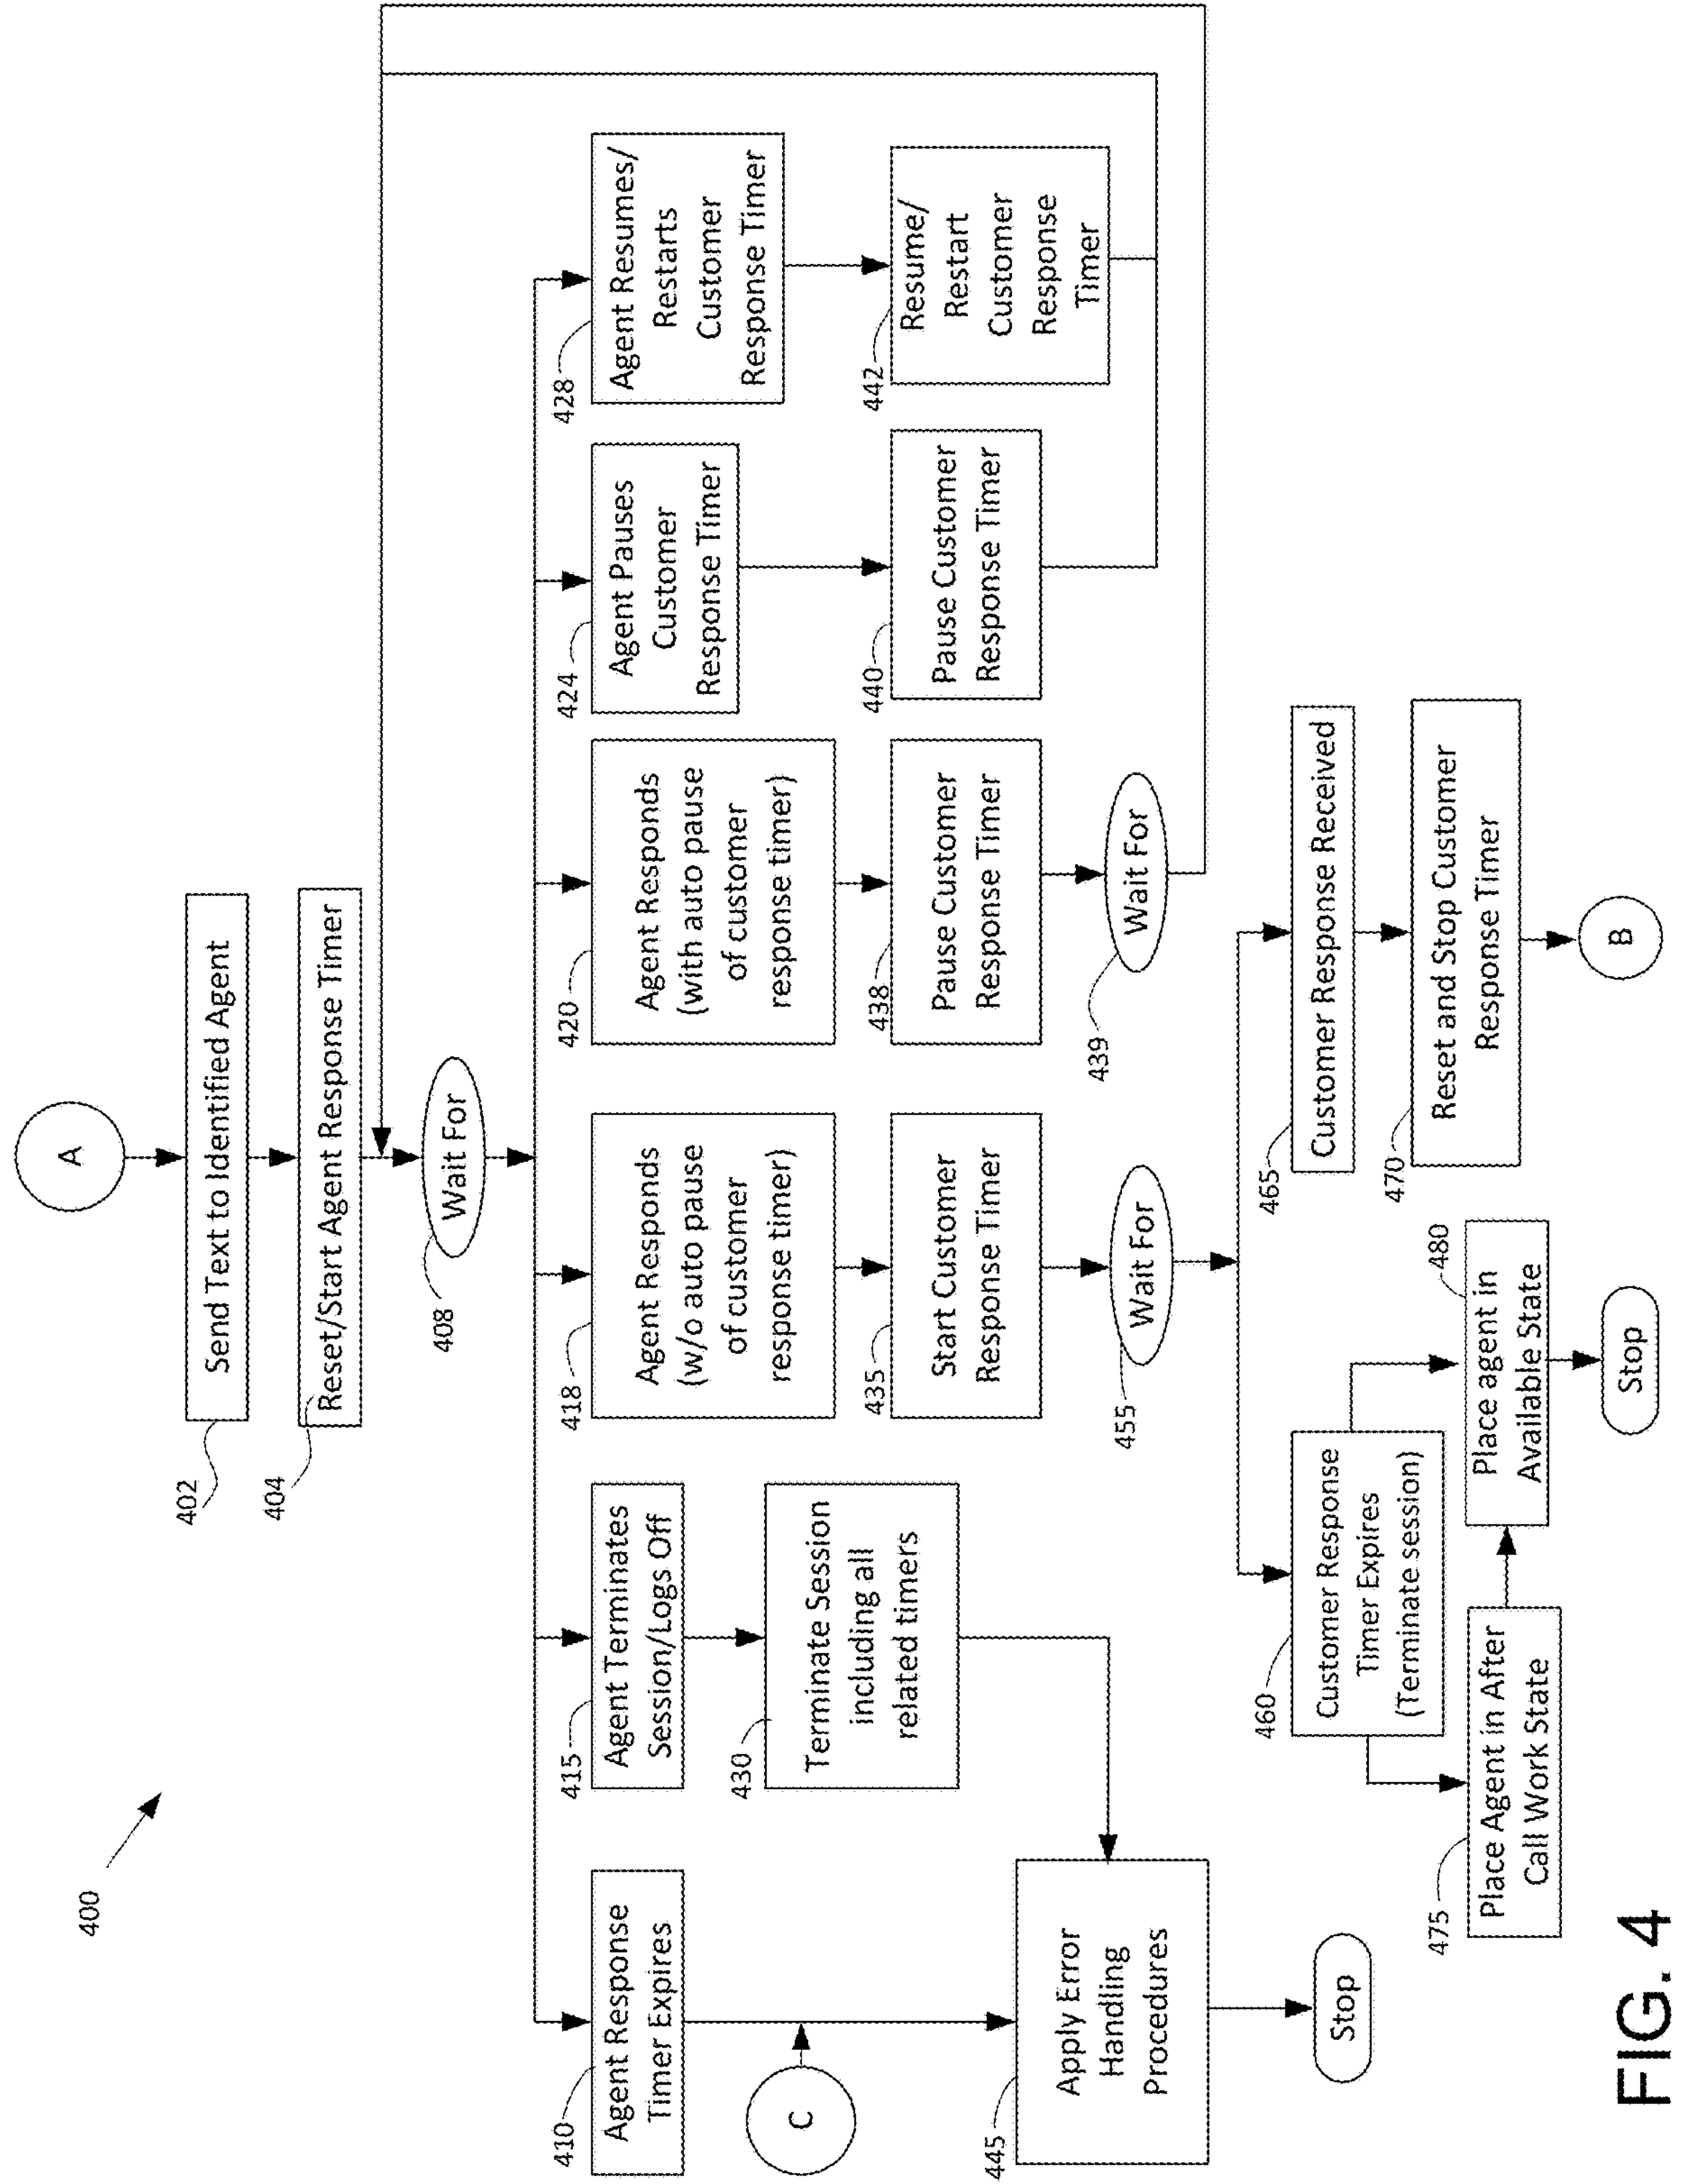 400
A
402
Send Text to Identified Agent
404
Reset/Start Agent Response Timer
408
Wait For
410
Agent Response
Timer Expires
415
Agent Terminates
Session/Logs Off
418
Agent Responds
(w/o auto pause
of customer
response timer)
420
Agent Responds
(with auto pause
of customer
response timer)
424
Agent Pauses
Customer
Response Timer
428
Agent Resumes/
Restarts
Customer
Response Timer
C
430
Terminate Session
including all
related timers
435
Start Customer
Response Timer
438
Pause Customer
Response Timer
440
Pause Customer
Response Timer
442
Resume/
Restart
Customer
Response
Timer
445
Apply Error
Handling
Procedures
455
Wait For
439
Wait For
Stop
460
Customer Response
Timer Expires
(Terminate session)
465
Customer Response Received
475
Place Agent in After
Call Work State
480
Place agent in
Available State
470
Reset and Stop Customer
Response Timer
Stop
B
FIG. 4